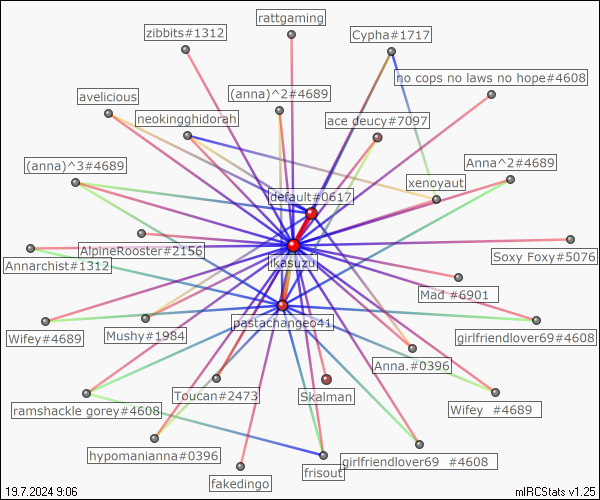 rattgaming
zibbits#1312
Cypha#1717
no cops no laws no hope#4608
avelicious
(anna)^2#4689
neokingghidorah
ace deucy#7097
(anna)^3#4689
Anna^2#4689
xenoyaut
default#0617
AlpineRooster#2156
Soxy Foxy#5076
Annarchist#1312
likasuzu
Mad #6901
pastachangeo41
Wifey#4689
Mushy#1984
girlfriendlover69#4608
Anna.#0396
Toucan#2473
Skalman
ramshackle gorey#4608
Wifey #4689
hypomanianna#0396
girlfriendlover69 #4608
fakedingo
frisout
19.7.2024 9:06
mIRCStats v1.25